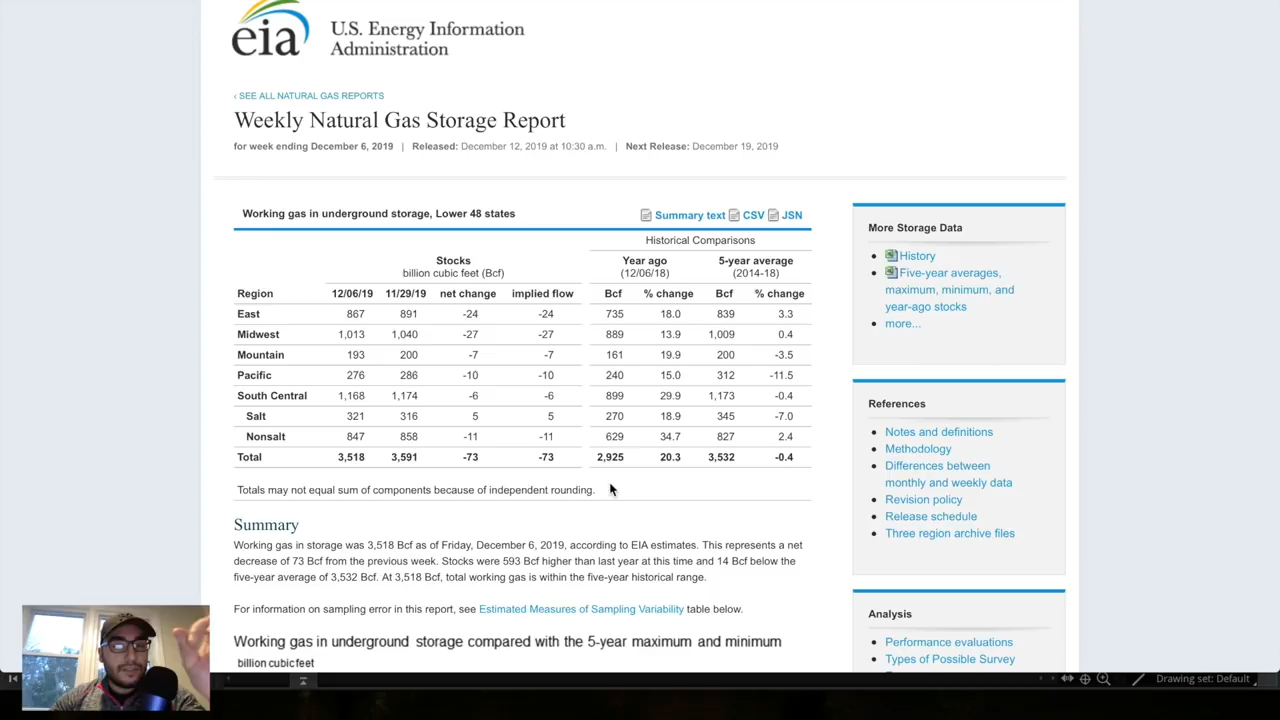 eia
U.S. Energy Information
Administration
‹ SEE ALL NATURAL GAS REPORTS
Weekly Natural Gas Storage Report
for week ending December 6, 2019 | Released: December 12, 2019 at 10:30 a.m. | Next Release: December 19, 2019
Working gas in underground storage, Lower 48 states
Summary text CSV JSN
Historical Comparisons
Stocks
billion cubic feet (Bcf)
Year ago
(12/06/18)
5-year average
(2014-18)
Region 12/06/19 11/29/19 net change implied flow Bcf % change Bcf % change
East 867 891 -24 -24 735 18.0 839 3.3
Midwest 1,013 1,040 -27 -27 889 13.9 1,009 0.4
Mountain 193 200 -7 -7 161 19.9 200 -3.5
Pacific 276 286 -10 -10 240 15.0 312 -11.5
South Central 1,168 1,174 -6 -6 899 29.9 1,173 -0.4
Salt 321 316 5 5 270 18.9 345 -7.0
Nonsalt 847 858 -11 -11 629 34.7 827 2.4
Total 3,518 3,591 -73 -73 2,925 20.3 3,532 -0.4
Totals may not equal sum of components because of independent rounding.
Summary
Working gas in storage was 3,518 Bcf as of Friday, December 6, 2019, according to EIA estimates. This represents a net
decrease of 73 Bcf from the previous week. Stocks were 593 Bcf higher than last year at this time and 14 Bcf below the
five-year average of 3,532 Bcf. At 3,518 Bcf, total working gas is within the five-year historical range.
For information on sampling error in this report, see Estimated Measures of Sampling Variability table below.
Working gas in underground storage compared with the 5-year maximum and minimum
billion cubic feet
More Storage Data
History
Five-year averages,
maximum, minimum, and
year-ago stocks
more...
References
Notes and definitions
Methodology
Differences between
monthly and weekly data
Revision policy
Release schedule
Three region archive files
Analysis
Performance evaluations
Types of Possible Survey
Drawing set: Default